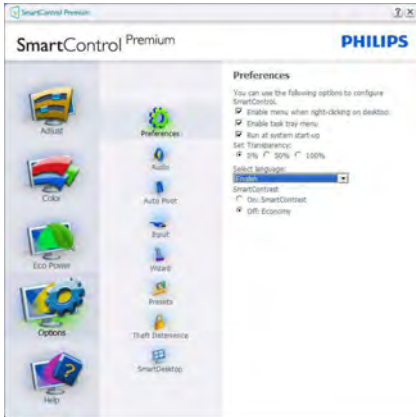 SmartControl Premium
SmartControl Premium
PHILIPS
Adjust
Color
Eco Power
Options
Help
Preferences
Audio
Auto Pivot
Input
Wizard
Presets
Theft Deterrence
SmartDesktop
Preferences
You can use the following options to configure
SmartControl.
Enable menu when right-clicking on desktop
Enable task tray menu
Run at system start-up
Set Transparency:
0% 50% 100%
Select language:
English
SmartContrast
On: SmartContrast
Off: Economy